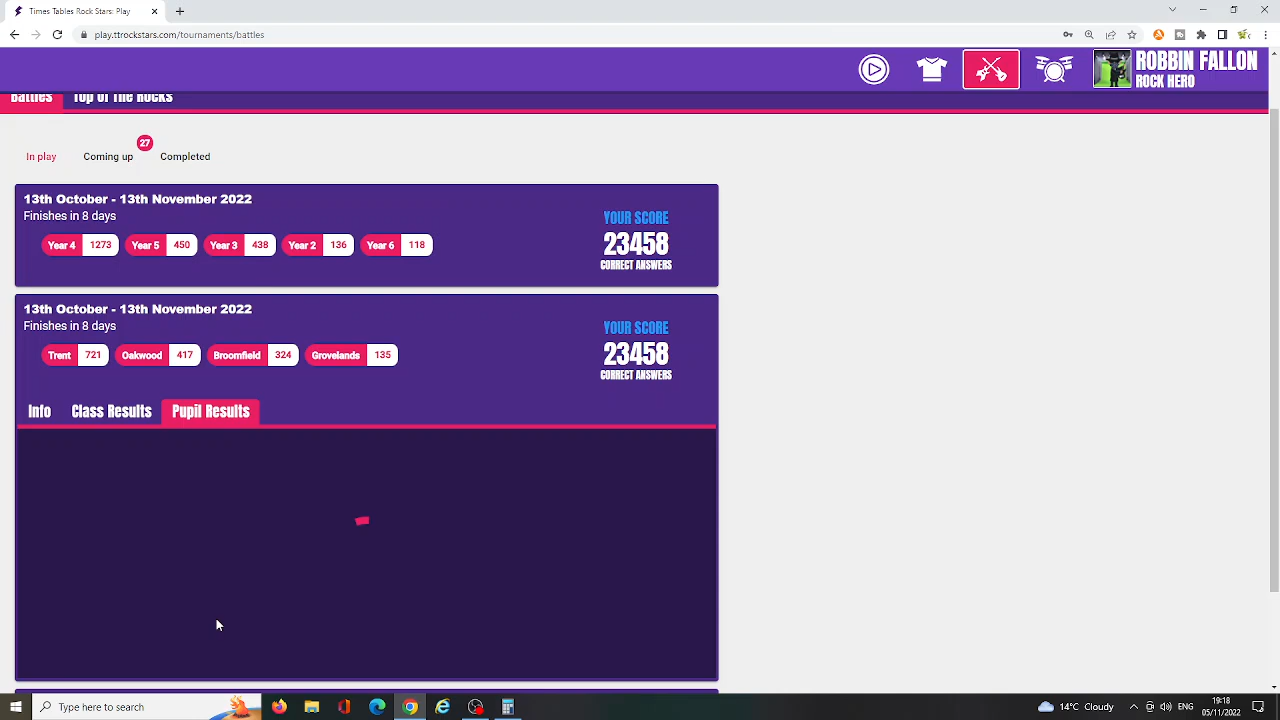 Times Tables Rock Stars: Play
play.ttrockstars.com/tournaments/battles
ROBBIN FALLON
ROCK HERO
Battles
Top Of The Rocks
27
In play
Coming up
Completed
13th October - 13th November 2022
Finishes in 8 days
Year 4 1273 Year 5 450 Year 3 438 Year 2 136 Year 6 118
YOUR SCORE
23458
CORRECT ANSWERS
13th October - 13th November 2022
Finishes in 8 days
Trent 721 Oakwood 417 Broomfield 324 Grovelands 135
YOUR SCORE
23458
CORRECT ANSWERS
Info Class Results Pupil Results
Type here to search
14°C Cloudy
ENG
19:18
05/11/2022